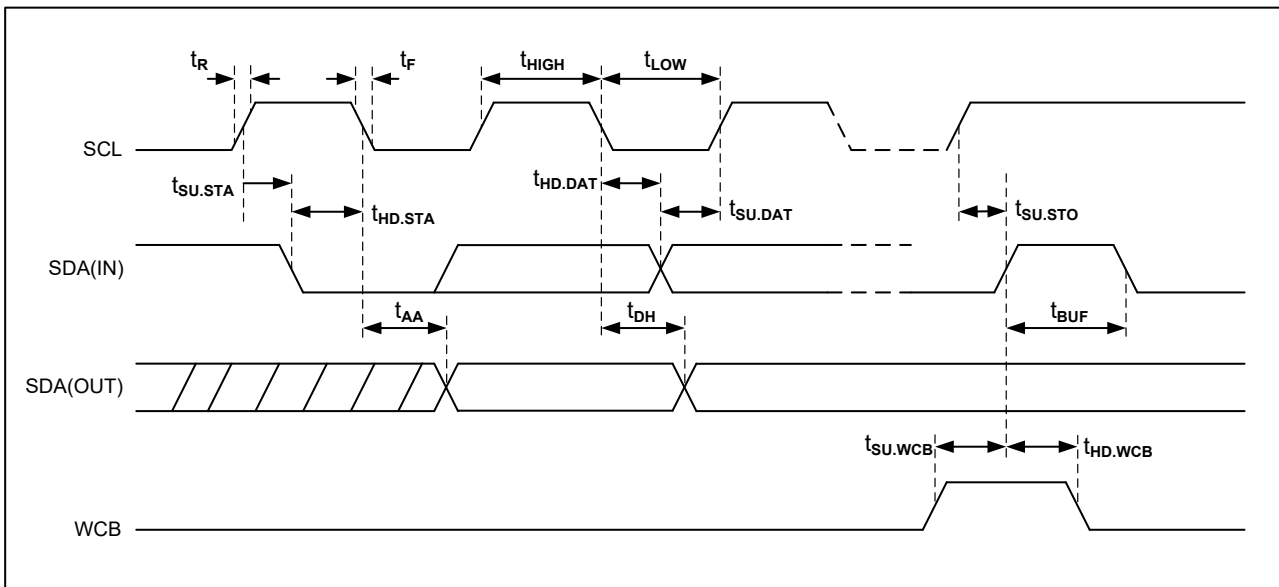 tR
tF
tHIGH
tLOW
SCL
tSU.STA
tHD.STA
tHD.DAT
tSU.DAT
tSU.STO
SDA(IN)
tAA
tDH
tBUF
SDA(OUT)
tSU.WCB
tHD.WCB
WCB